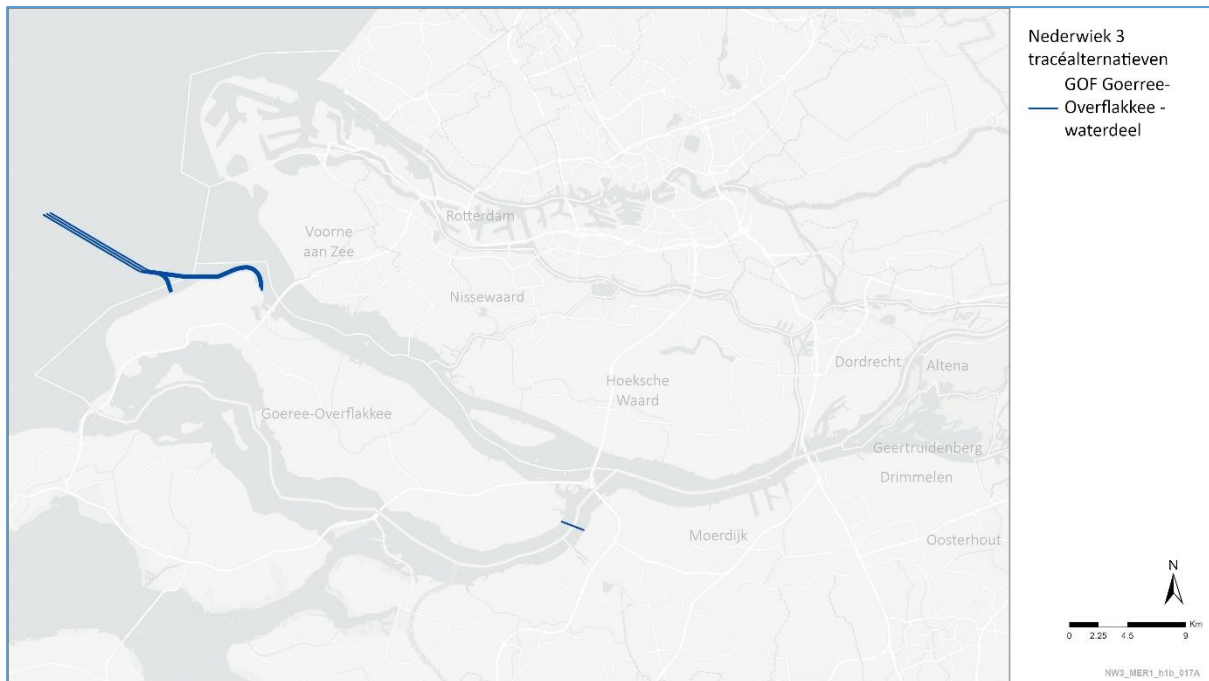 Nederwiek 3
tracéalternatieven
GOF Goerree-
Overflakkee -
waterdeel
Rotterdam
Voorne
aan Zee
Nissewaard
Hoeksche
Waard
Dordrecht
Altena
Goeree-Overflakkee
Geertruidenberg
Drimmelen
Moerdijk
Oosterhout
N
Km
0 2.25 4.5 9
NW3_MER1_h1b_017A